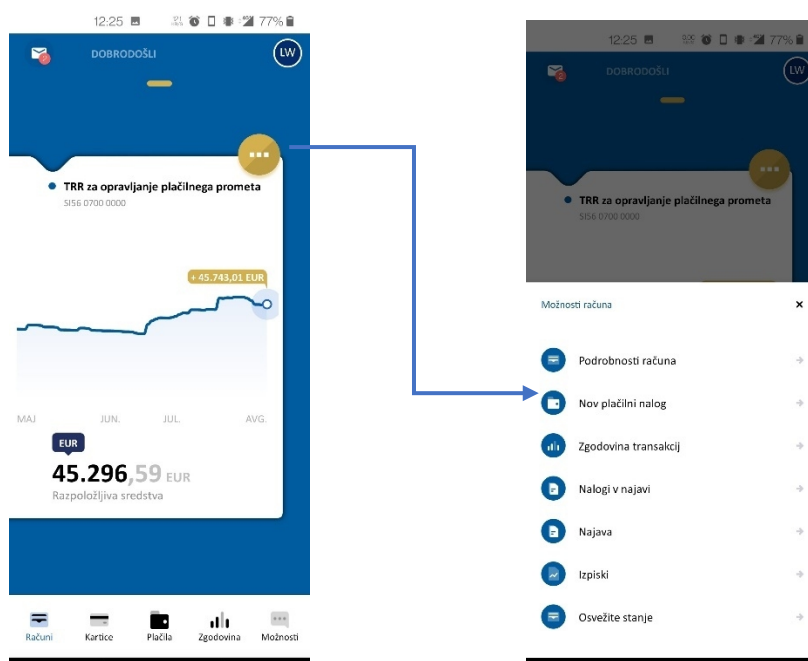 12:25
77%
2
DOBRODOŠLI
LW
TRR za opravljanje plačilnega prometa
SI56 0700 0000
+ 45.743,01 EUR
MAJ JUN. JUL. AVG.
EUR
45.296,59 EUR
Razpoložljiva sredstva
Računi Kartice Plačila Zgodovina Možnosti
12:25
77%
2
DOBRODOŠLI
LW
TRR za opravljanje plačilnega prometa
SI56 0700 0000
Možnosti računa
Podrobnosti računa
Nov plačilni nalog
Zgodovina transakcij
Nalogi v najavi
Najava
Izpiski
Osvežite stanje